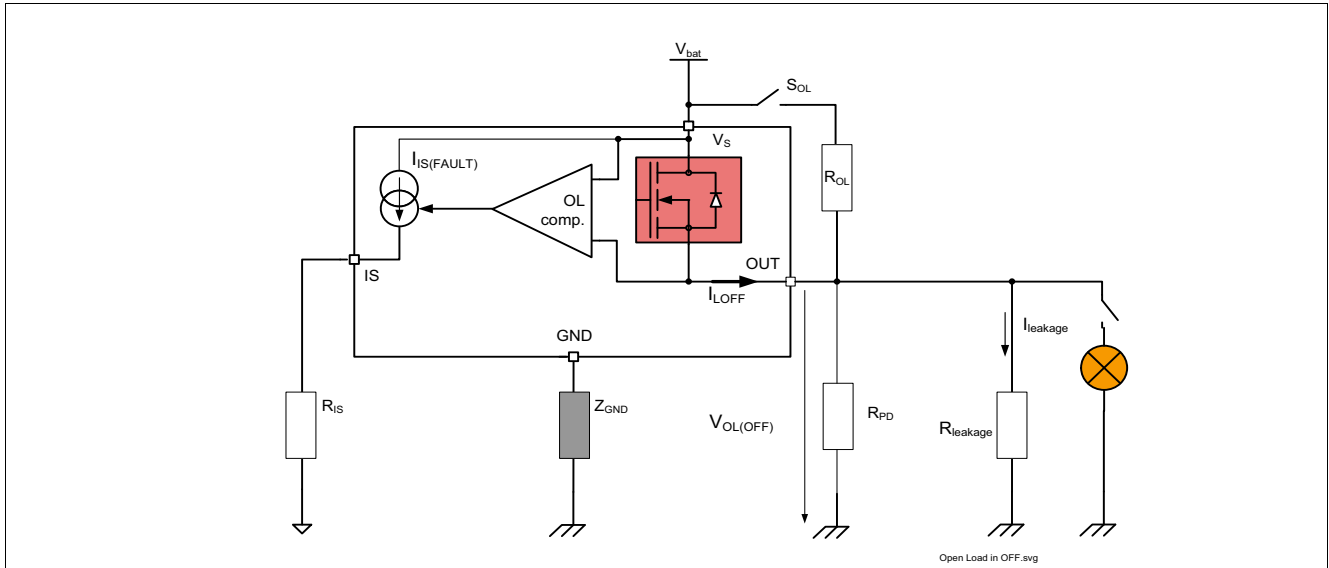 Vbat
SOL
VS
IIS(FAULT)
ROL
OL
comp.
OUT
IS
ILOFF
Ileakage
GND
RIS
ZGND
VOL(OFF)
RPD
Rleakage
Open Load in OFF.svg